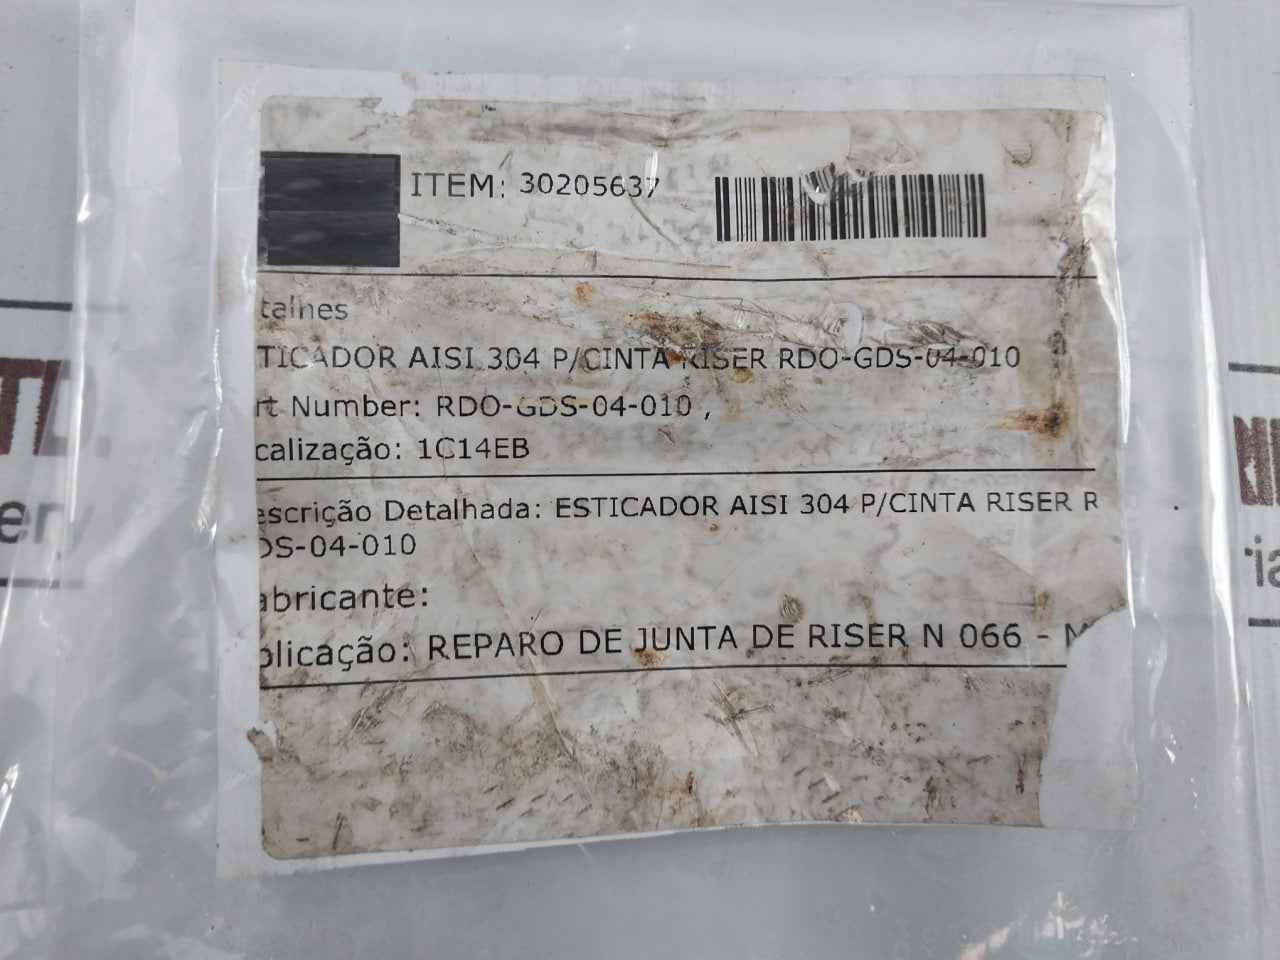 ITEM: 30205637
talhes
TICADOR AISI 304 P/CINTA RISER RDO-GDS-04-010
rt Number: RDO-GDS-04-010 ,
calização: 1C14EB
escrição Detalhada: ESTICADOR AISI 304 P/CINTA RISER R
DS-04-010
abricante:
plicação: REPARO DE JUNTA DE RISER N 066 - M